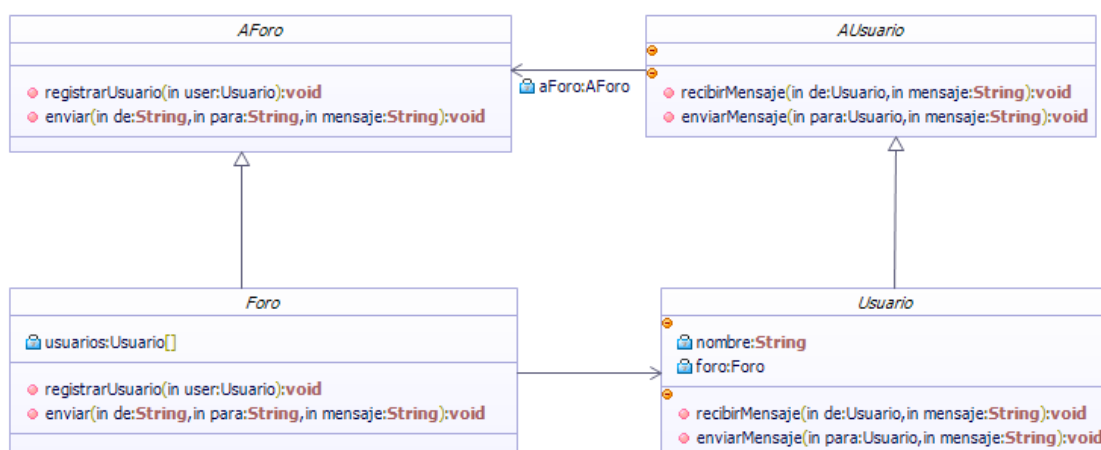 AForo
registrarUsuario(in user:Usuario):void
enviar(in de:String,in para:String,in mensaje:String):void
aForo:AForo
AUsuario
recibirMensaje(in de:Usuario,in mensaje:String):void
enviarMensaje(in para:Usuario,in mensaje:String):void
Foro
usuarios:Usuario[]
registrarUsuario(in user:Usuario):void
enviar(in de:String,in para:String,in mensaje:String):void
Usuario
nombre:String
foro:Foro
recibirMensaje(in de:Usuario,in mensaje:String):void
enviarMensaje(in para:Usuario,in mensaje:String):void